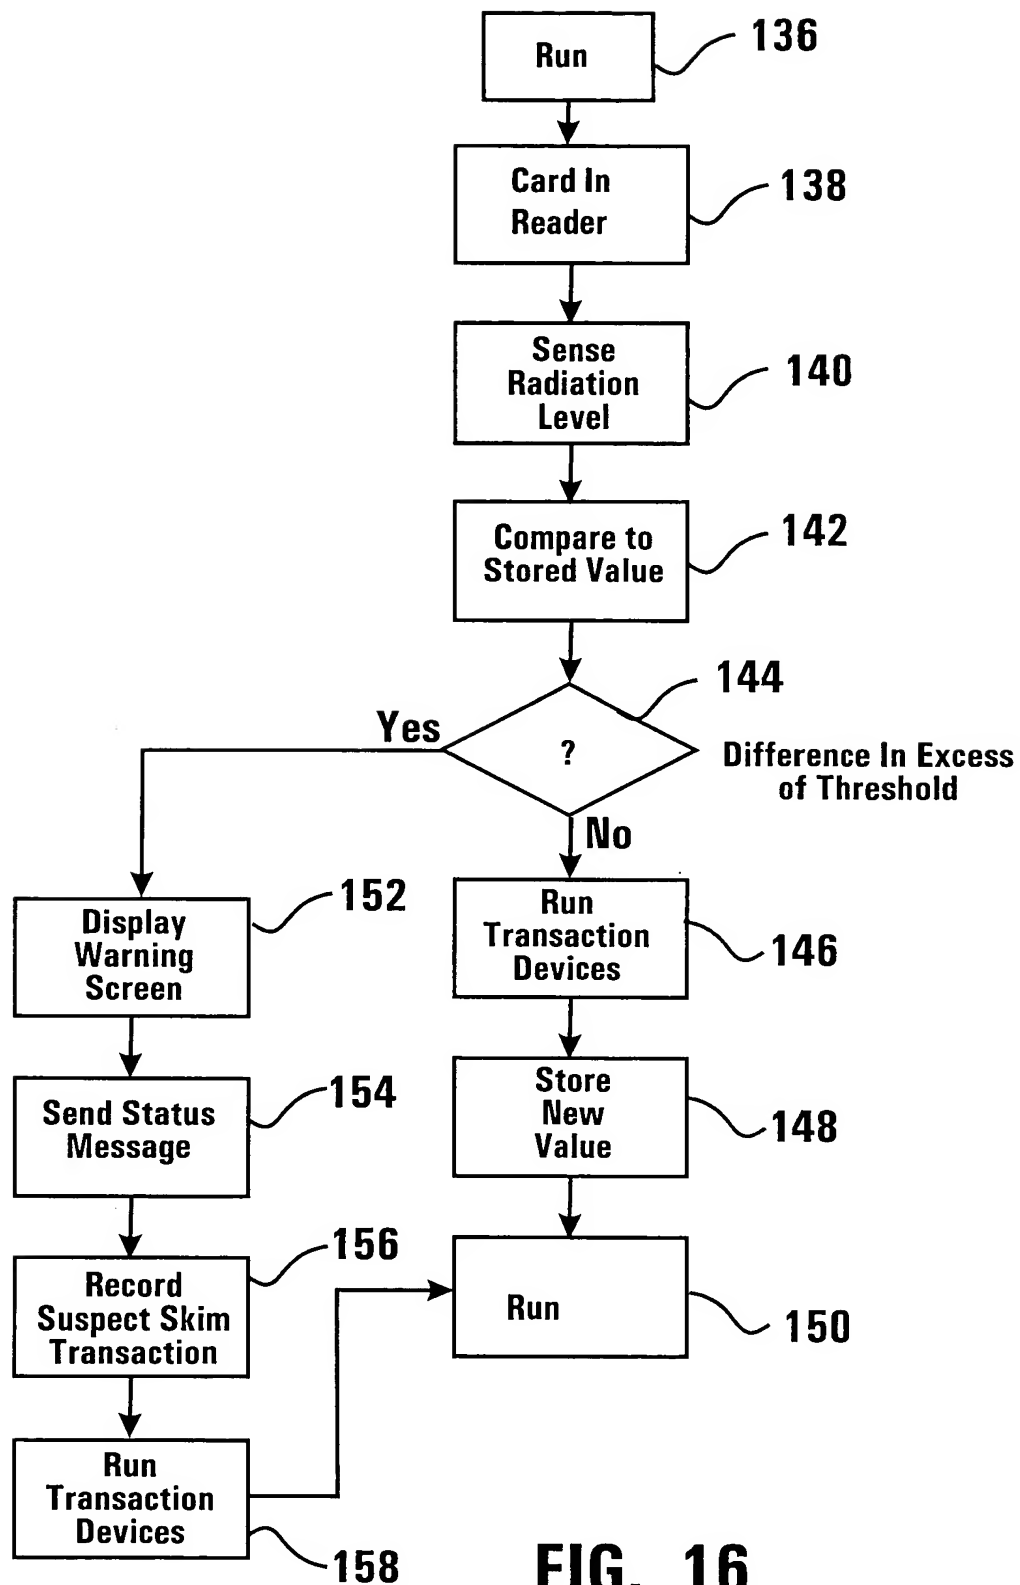 Run
136
Card In
Reader
138
Sense
Radiation
Level
140
Compare to
Stored Value
142
144
Yes
?
Difference In Excess
of Threshold
No
Display
Warning
Screen
152
Run
Transaction
Devices
146
Send Status
Message
154
Store
New
Value
148
Record
Suspect Skim
Transaction
156
Run
150
Run
Transaction
Devices
158
FIG. 16